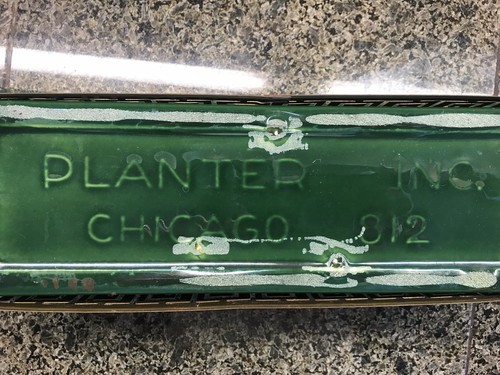 PLANTER INC.
CHICAGO 812